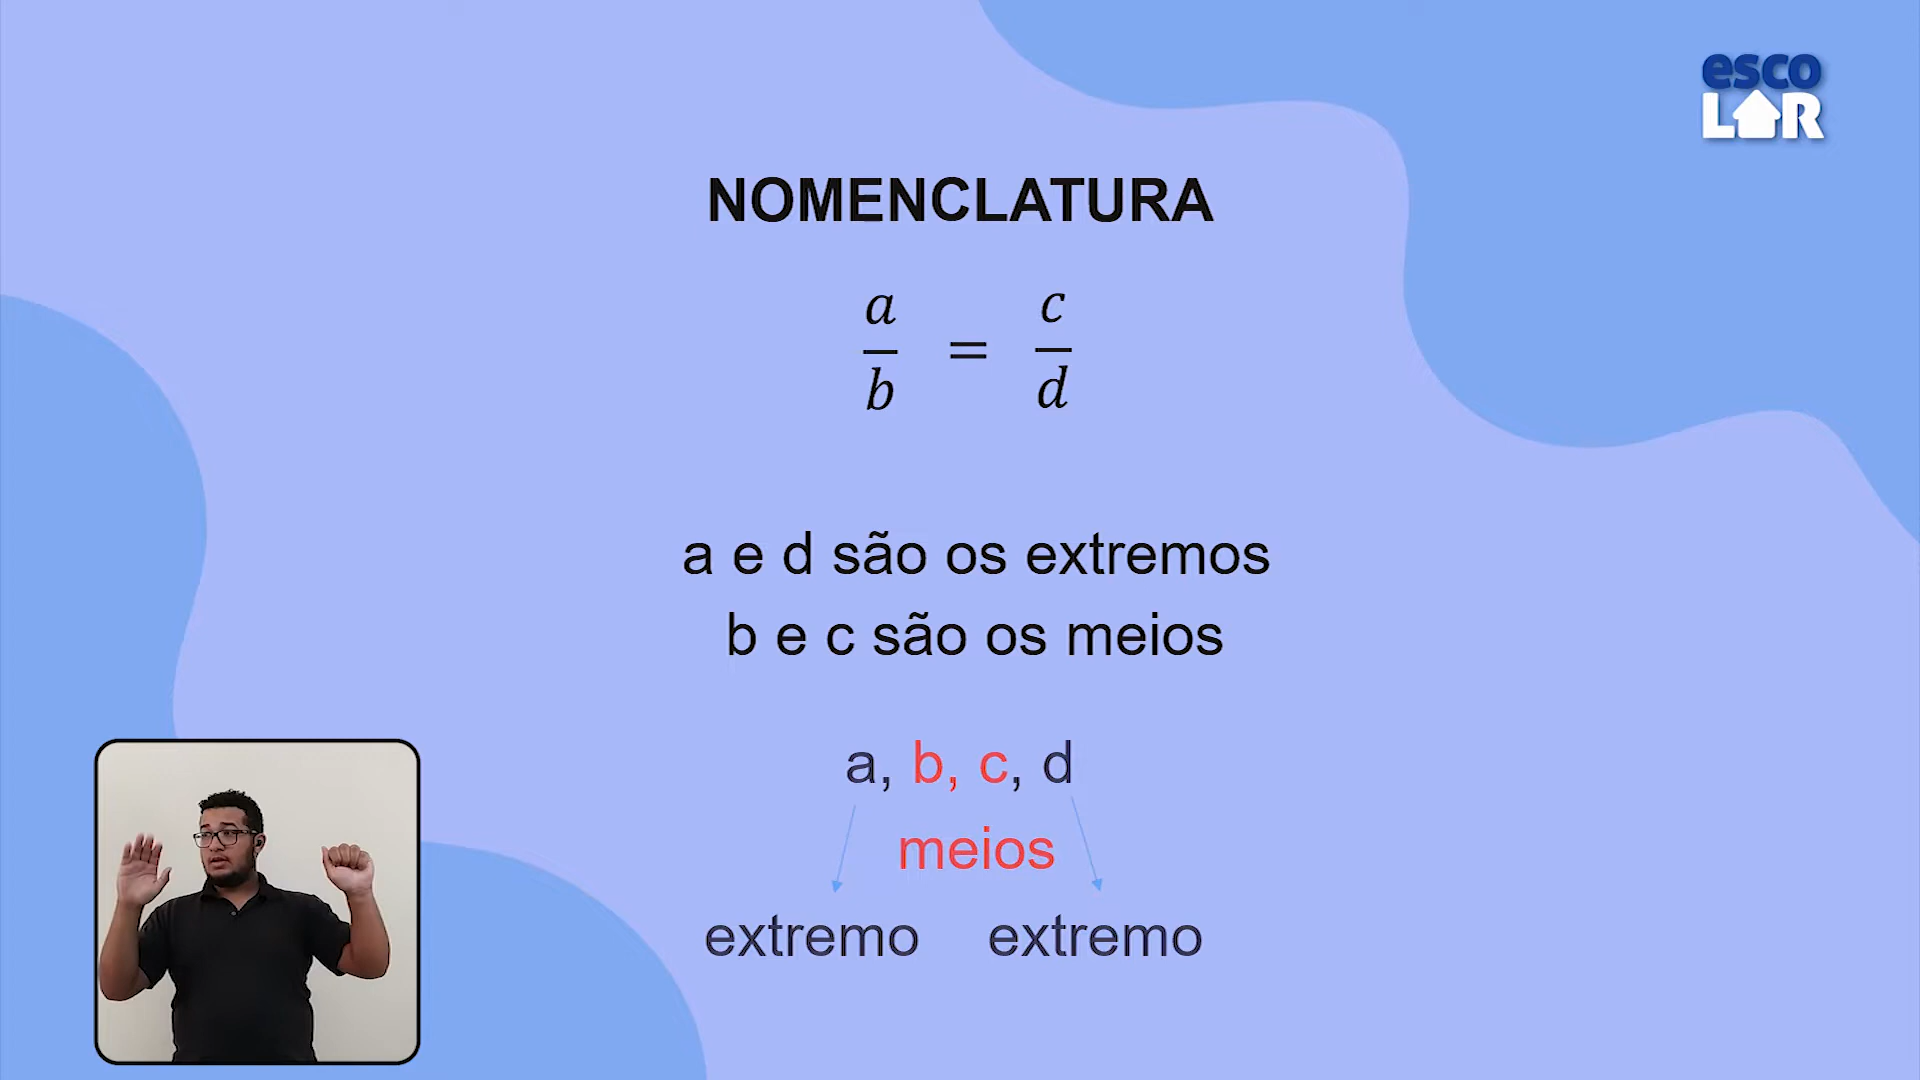 esco
LAR
NOMENCLATURA
a/b = c/d
a e d são os extremos
b e c são os meios
a, b, c, d
meios
extremo extremo